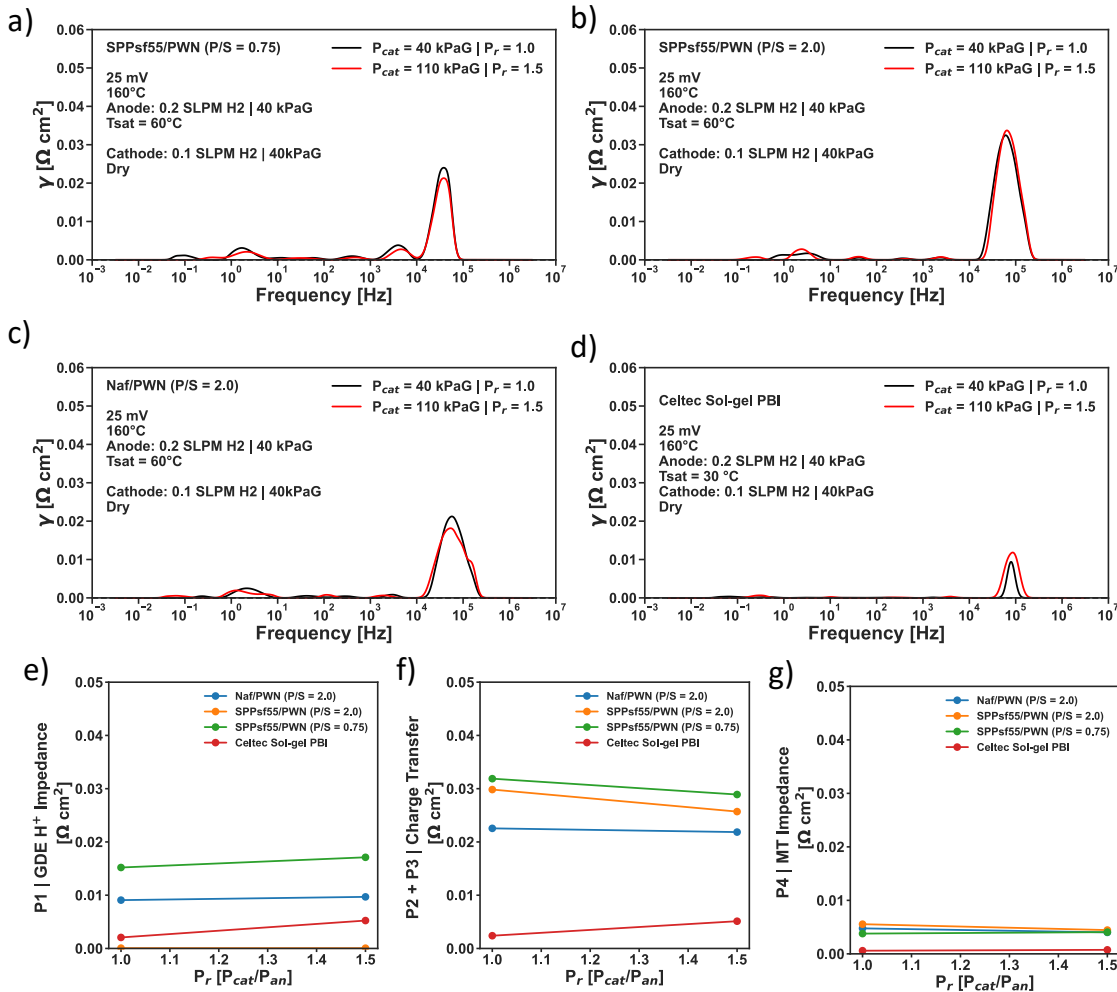 a)
SPPsf55/PWN (P/S = 0.75)
P_cat = 40 kPaG | P_r = 1.0
P_cat = 110 kPaG | P_r = 1.5
25 mV
160°C
Anode: 0.2 SLPM H2 | 40 kPaG
Tsat = 60°C
Cathode: 0.1 SLPM H2 | 40kPaG
Dry
γ [Ω cm²]
0.06
0.05
0.04
0.03
0.02
0.01
0.00
10⁻³ 10⁻² 10⁻¹ 10⁰ 10¹ 10² 10³ 10⁴ 10⁵ 10⁶ 10⁷
Frequency [Hz]
b)
SPPsf55/PWN (P/S = 2.0)
P_cat = 40 kPaG | P_r = 1.0
P_cat = 110 kPaG | P_r = 1.5
25 mV
160°C
Anode: 0.2 SLPM H2 | 40 kPaG
Tsat = 60°C
Cathode: 0.1 SLPM H2 | 40kPaG
Dry
γ [Ω cm²]
0.06
0.05
0.04
0.03
0.02
0.01
0.00
10⁻³ 10⁻² 10⁻¹ 10⁰ 10¹ 10² 10³ 10⁴ 10⁵ 10⁶ 10⁷
Frequency [Hz]
c)
Naf/PWN (P/S = 2.0)
P_cat = 40 kPaG | P_r = 1.0
P_cat = 110 kPaG | P_r = 1.5
25 mV
160°C
Anode: 0.2 SLPM H2 | 40 kPaG
Tsat = 60°C
Cathode: 0.1 SLPM H2 | 40kPaG
Dry
γ [Ω cm²]
0.06
0.05
0.04
0.03
0.02
0.01
0.00
10⁻³ 10⁻² 10⁻¹ 10⁰ 10¹ 10² 10³ 10⁴ 10⁵ 10⁶ 10⁷
Frequency [Hz]
d)
Celtec Sol-gel PBI
P_cat = 40 kPaG | P_r = 1.0
P_cat = 110 kPaG | P_r = 1.5
25 mV
160°C
Anode: 0.2 SLPM H2 | 40 kPaG
Tsat = 30 °C
Cathode: 0.1 SLPM H2 | 40kPaG
Dry
γ [Ω cm²]
0.06
0.05
0.04
0.03
0.02
0.01
0.00
10⁻³ 10⁻² 10⁻¹ 10⁰ 10¹ 10² 10³ 10⁴ 10⁵ 10⁶ 10⁷
Frequency [Hz]
e)
Naf/PWN (P/S = 2.0)
SPPsf55/PWN (P/S = 2.0)
SPPsf55/PWN (P/S = 0.75)
Celtec Sol-gel PBI
P1 | GDE H⁺ Impedance
[Ω cm²]
0.05
0.04
0.03
0.02
0.01
0.00
1.0 1.1 1.2 1.3 1.4 1.5
P_r [P_cat/P_an]
f)
Naf/PWN (P/S = 2.0)
SPPsf55/PWN (P/S = 2.0)
SPPsf55/PWN (P/S = 0.75)
Celtec Sol-gel PBI
P2 + P3 | Charge Transfer
[Ω cm²]
0.05
0.04
0.03
0.02
0.01
0.00
1.0 1.1 1.2 1.3 1.4 1.5
P_r [P_cat/P_an]
g)
Naf/PWN (P/S = 2.0)
SPPsf55/PWN (P/S = 2.0)
SPPsf55/PWN (P/S = 0.75)
Celtec Sol-gel PBI
P4 | MT Impedance
[Ω cm²]
0.05
0.04
0.03
0.02
0.01
0.00
1.0 1.1 1.2 1.3 1.4 1.5
P_r [P_cat/P_an]